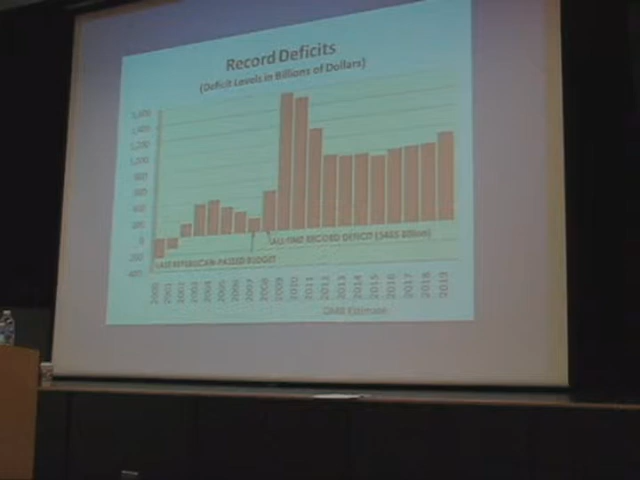 Record Deficits
(Deficit Levels in Billions of Dollars)
1,600
1,400
1,200
1,000
800
600
400
200
0
200
400
ALL-TIME RECORD DEFICIT ($455 Billion)
LAST REPUBLICAN-PASSED BUDGET
2000 2001 2002 2003 2004 2005 2006 2007 2008 2009 2010 2011 2012 2013 2014 2015 2016 2017 2018 2019
OMB Estimate